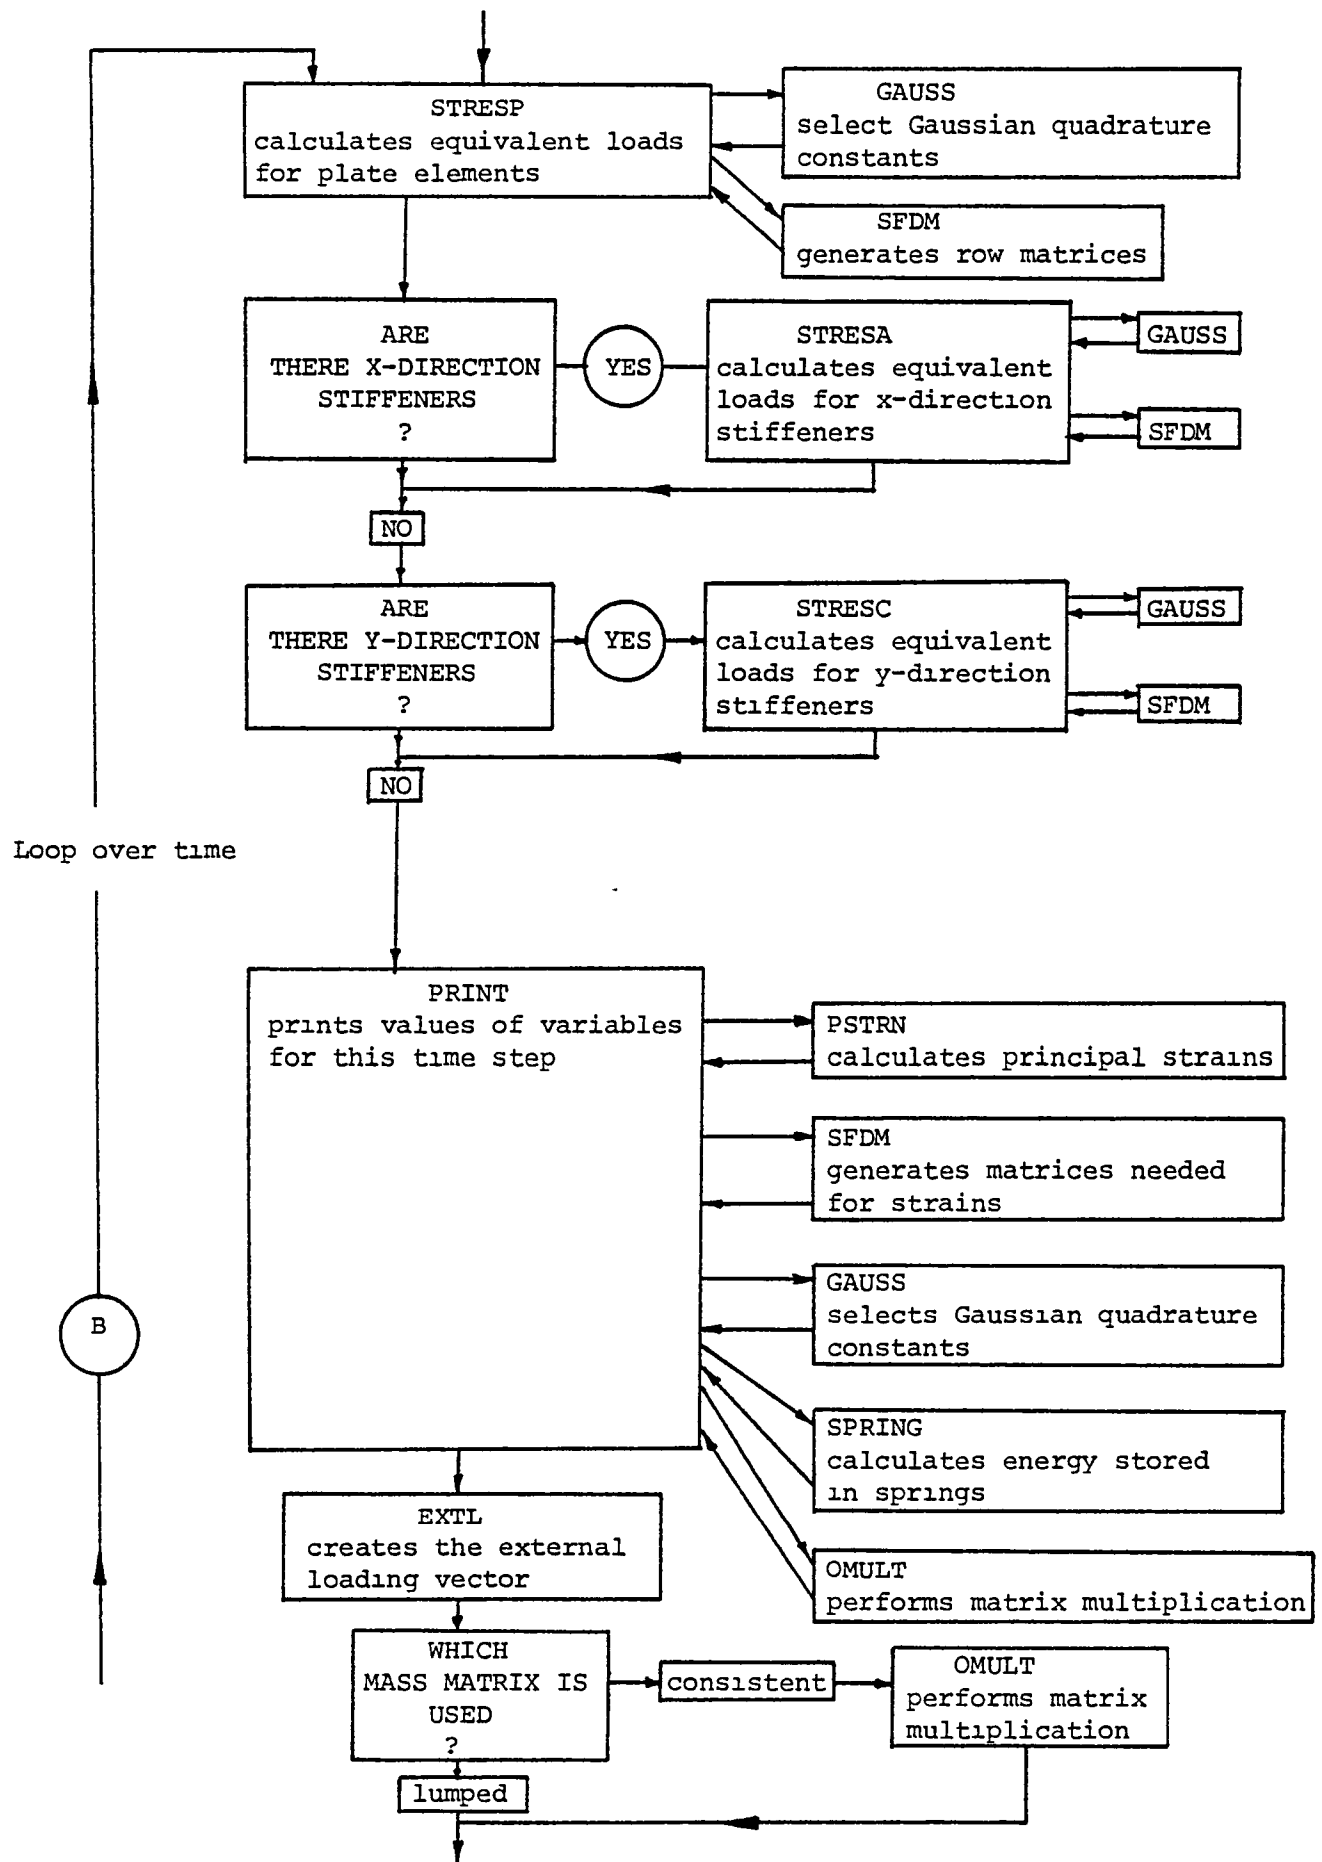 STRESP
calculates equivalent loads
for plate elements
GAUSS
select Gaussian quadrature
constants
SFDM
generates row matrices
ARE
THERE X-DIRECTION
STIFFENERS
?
YES
STRESA
calculates equivalent
loads for x-direction
stiffeners
GAUSS
SFDM
NO
ARE
THERE Y-DIRECTION
STIFFENERS
?
YES
STRESC
calculates equivalent
loads for y-direction
stiffeners
GAUSS
SFDM
NO
Loop over time
PRINT
prints values of variables
for this time step
PSTRN
calculates principal strains
SFDM
generates matrices needed
for strains
GAUSS
selects Gaussian quadrature
constants
B
SPRING
calculates energy stored
in springs
EXTL
creates the external
loading vector
OMULT
performs matrix multiplication
WHICH
MASS MATRIX IS
USED
?
consistent
OMULT
performs matrix
multiplication
lumped